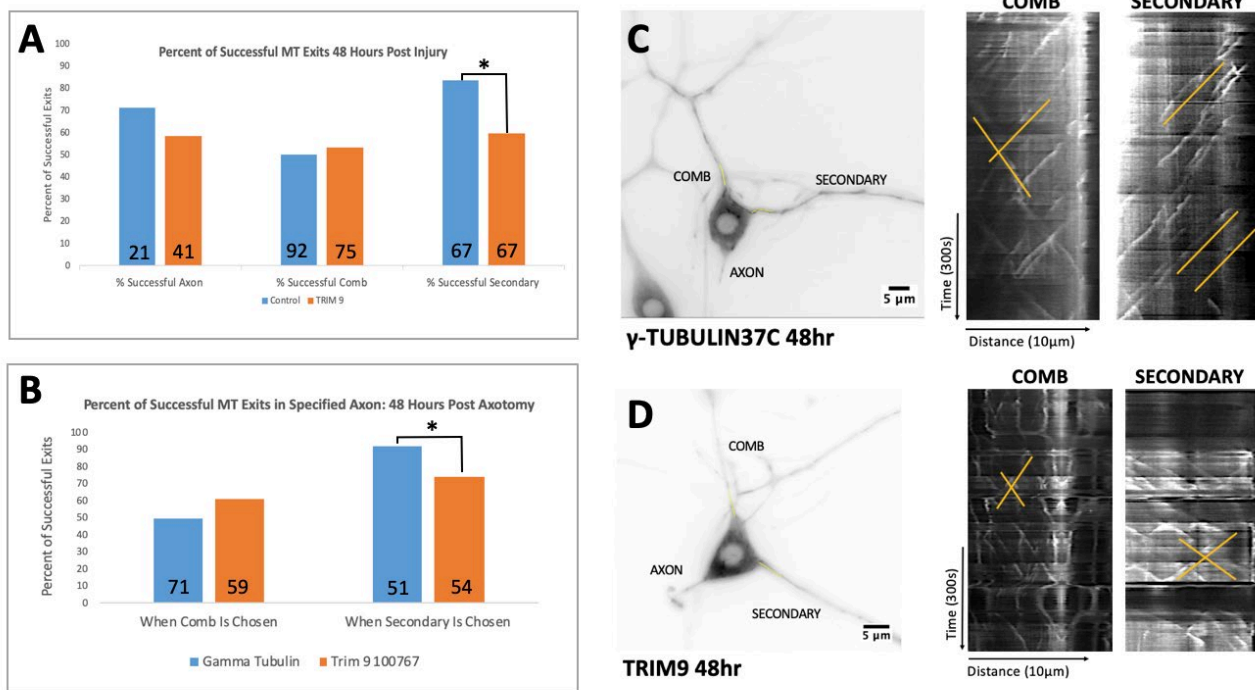 A
Percent of Successful MT Exits 48 Hours Post Injury
Percent of Successful Exits
100
90
80
70
60
50
40
30
20
10
0
*
21 41 92 75 67 67
% Successful Axon % Successful Comb % Successful Secondary
Control TRIM 9
B
Percent of Successful MT Exits in Specified Axon: 48 Hours Post Axotomy
Percent of Successful Exits
100
90
80
70
60
50
40
30
20
10
0
*
71 59 51 54
When Comb Is Chosen When Secondary Is Chosen
Gamma Tubulin Trim 9 100767
C
COMB
SECONDARY
AXON
5 μm
γ-TUBULIN37C 48hr
COMB SECONDARY
Time (300s)
Distance (10μm)
D
COMB
AXON
SECONDARY
5 μm
TRIM9 48hr
COMB SECONDARY
Time (300s)
Distance (10μm)